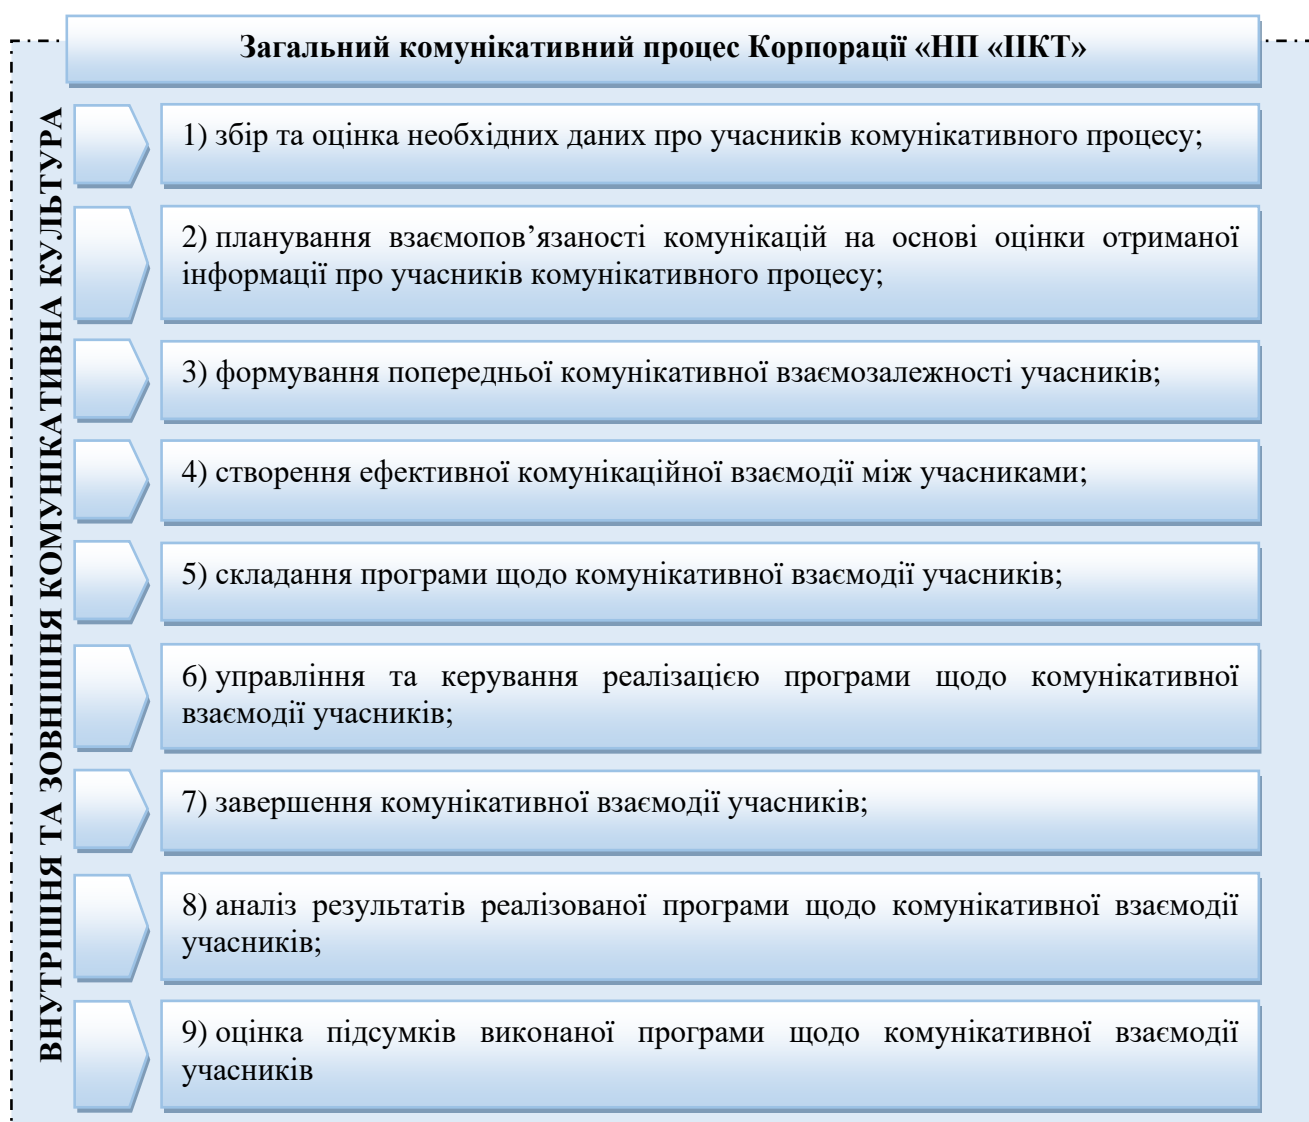 Загальний комунікативний процес Корпорації «НП «ІІКТ»
ВНУТРІШНЯ ТА ЗОВНІШНЯ КОМУНІКАТИВНА КУЛЬТУРА
1) збір та оцінка необхідних даних про учасників комунікативного процесу;
2) планування взаємопов’язаності комунікацій на основі оцінки отриманої
інформації про учасників комунікативного процесу;
3) формування попередньої комунікативної взаємозалежності учасників;
4) створення ефективної комунікаційної взаємодії між учасниками;
5) складання програми щодо комунікативної взаємодії учасників;
6) управління та керування реалізацією програми щодо комунікативної
взаємодії учасників;
7) завершення комунікативної взаємодії учасників;
8) аналіз результатів реалізованої програми щодо комунікативної взаємодії
учасників;
9) оцінка підсумків виконаної програми щодо комунікативної взаємодії
учасників